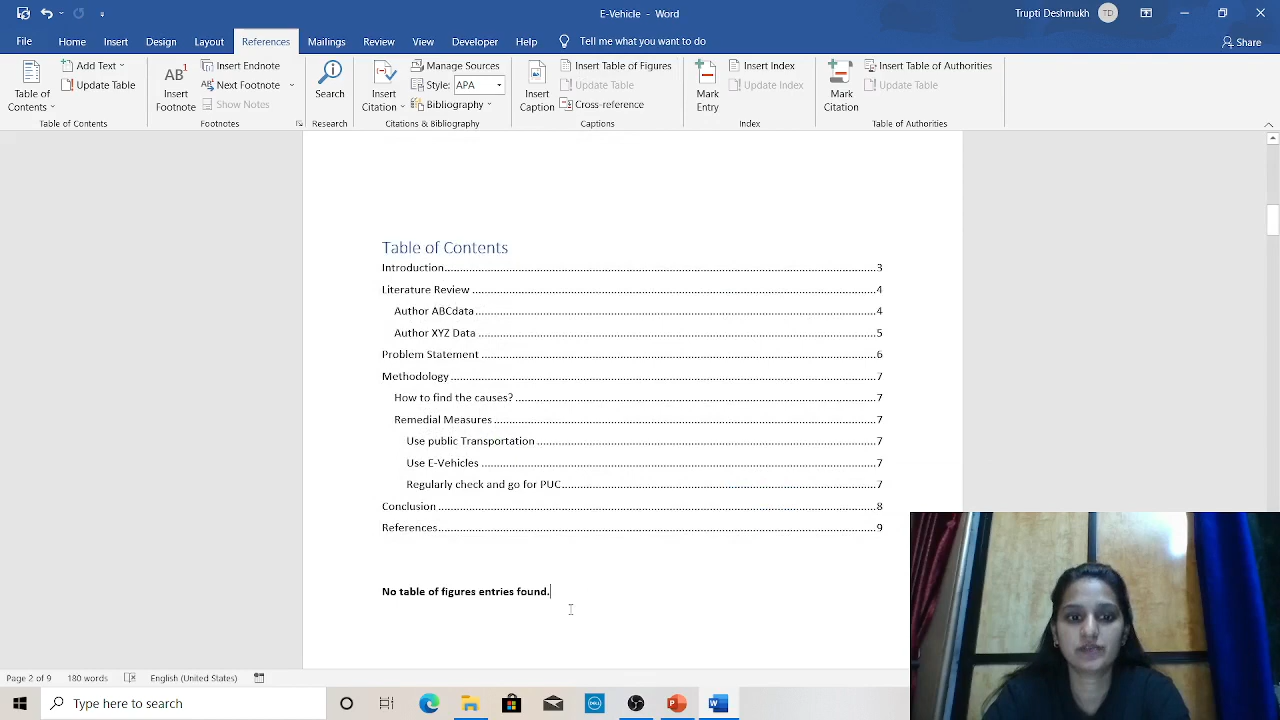 E-Vehicle - Word
Trupti Deshmukh TD
File Home Insert Design Layout References Mailings Review View Developer Help Tell me what you want to do Share
Table of Contents
Add Text
Update Table
Table of Contents
AB1
Insert Footnote
Insert Endnote
Next Footnote
Show Notes
Footnotes
Search
Research
Insert Citation
Manage Sources
Style: APA
Bibliography
Citations & Bibliography
Insert Caption
Insert Table of Figures
Update Table
Cross-reference
Captions
Mark Entry
Insert Index
Update Index
Index
Mark Citation
Insert Table of Authorities
Update Table
Table of Authorities
Table of Contents
Introduction 3
Literature Review 4
Author ABCdata 4
Author XYZ Data 5
Problem Statement 6
Methodology 7
How to find the causes? 7
Remedial Measures 7
Use public Transportation 7
Use E-Vehicles 7
Regularly check and go for PUC 7
Conclusion 8
References 9
No table of figures entries found.
Page 2 of 9 180 words English (United States)
Type here to search